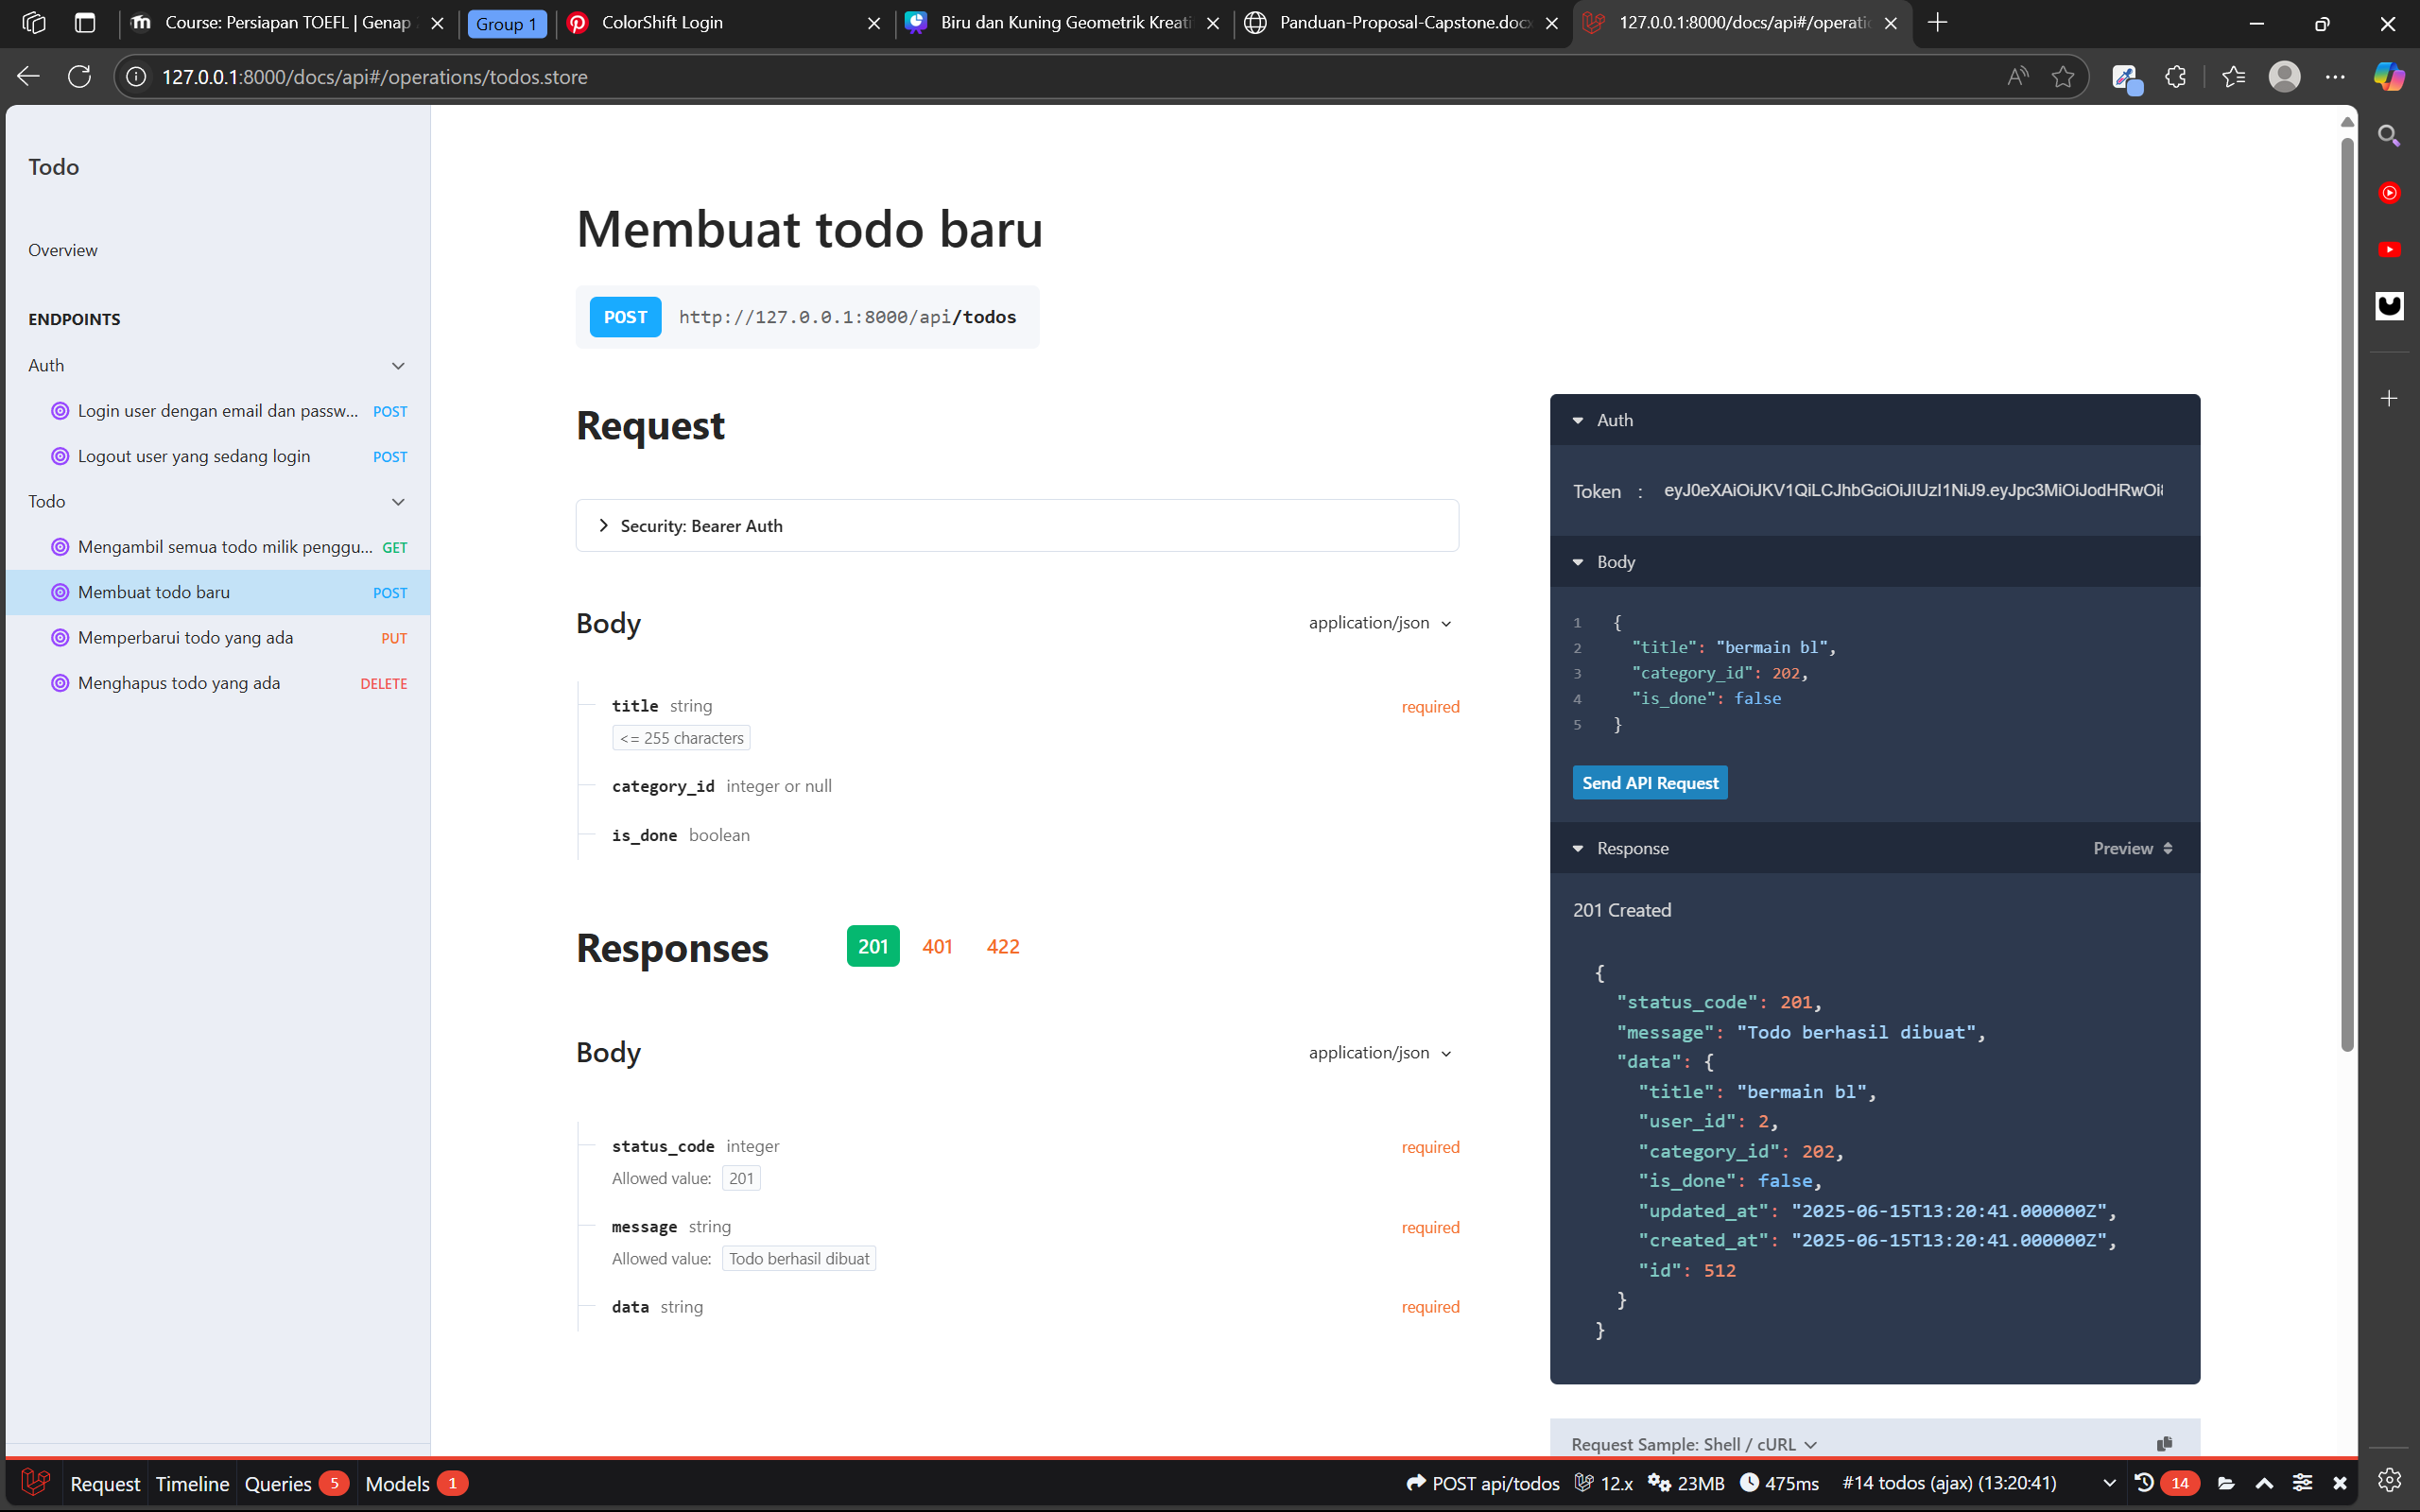 Course: Persiapan TOEFL | Genap
Group 1
ColorShift Login
Biru dan Kuning Geometrik Kreati
Panduan-Proposal-Capstone.docx
127.0.0.1:8000/docs/api#/operatio
127.0.0.1:8000/docs/api#/operations/todos.store
Todo
Overview
ENDPOINTS
Auth
Login user dengan email dan passw... POST
Logout user yang sedang login POST
Todo
Mengambil semua todo milik penggu... GET
Membuat todo baru POST
Memperbarui todo yang ada PUT
Menghapus todo yang ada DELETE
Membuat todo baru
POST http://127.0.0.1:8000/api/todos
Request
Security: Bearer Auth
Body application/json
title string required
<= 255 characters
category_id integer or null
is_done boolean
Responses 201 401 422
Body application/json
status_code integer required
Allowed value: 201
message string required
Allowed value: Todo berhasil dibuat
data string required
Auth
Token : eyJ0eXAiOiJKV1QiLCJhbGciOiJIUzI1NiJ9.eyJpc3MiOiJodHRwOi
Body
1 {
2 "title": "bermain bl",
3 "category_id": 202,
4 "is_done": false
5 }
Send API Request
Response Preview
201 Created
{
"status_code": 201,
"message": "Todo berhasil dibuat",
"data": {
"title": "bermain bl",
"user_id": 2,
"category_id": 202,
"is_done": false,
"updated_at": "2025-06-15T13:20:41.000000Z",
"created_at": "2025-06-15T13:20:41.000000Z",
"id": 512
}
}
Request Sample: Shell / cURL
Request Timeline Queries 5 Models 1 POST api/todos 12.x 23MB 475ms #14 todos (ajax) (13:20:41) 14